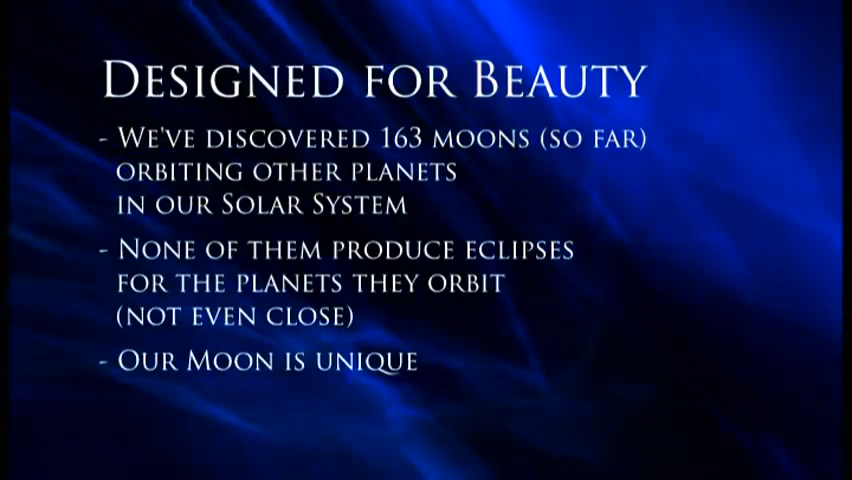 Designed for Beauty
- We've discovered 163 moons (so far)
orbiting other planets
in our Solar System
- None of them produce eclipses
for the planets they orbit
(not even close)
- Our Moon is unique